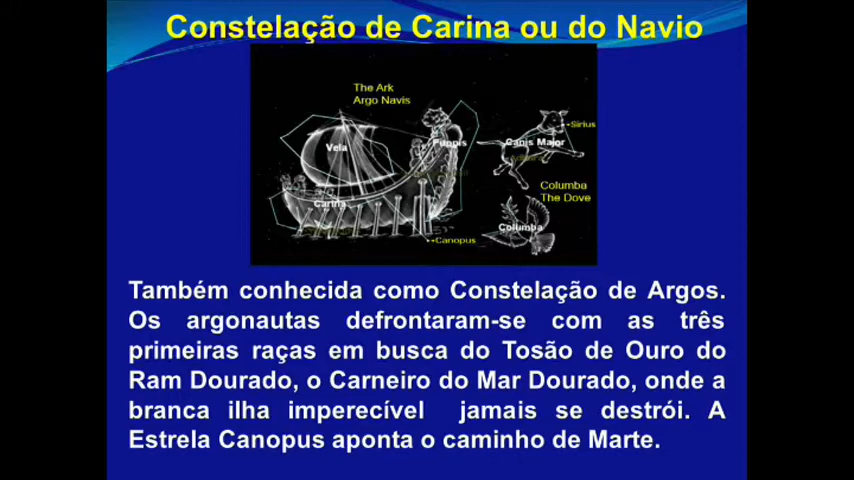 Constelação de Carina ou do Navio
The Ark
Argo Navis
Sirius
Puppis
Canis Major
Vela
Columba
The Dove
Carina
Columba
Canopus
Também conhecida como Constelação de Argos.
Os argonautas defrontaram-se com as três
primeiras raças em busca do Tosão de Ouro do
Ram Dourado, o Carneiro do Mar Dourado, onde a
branca ilha imperecível jamais se destrói. A
Estrela Canopus aponta o caminho de Marte.